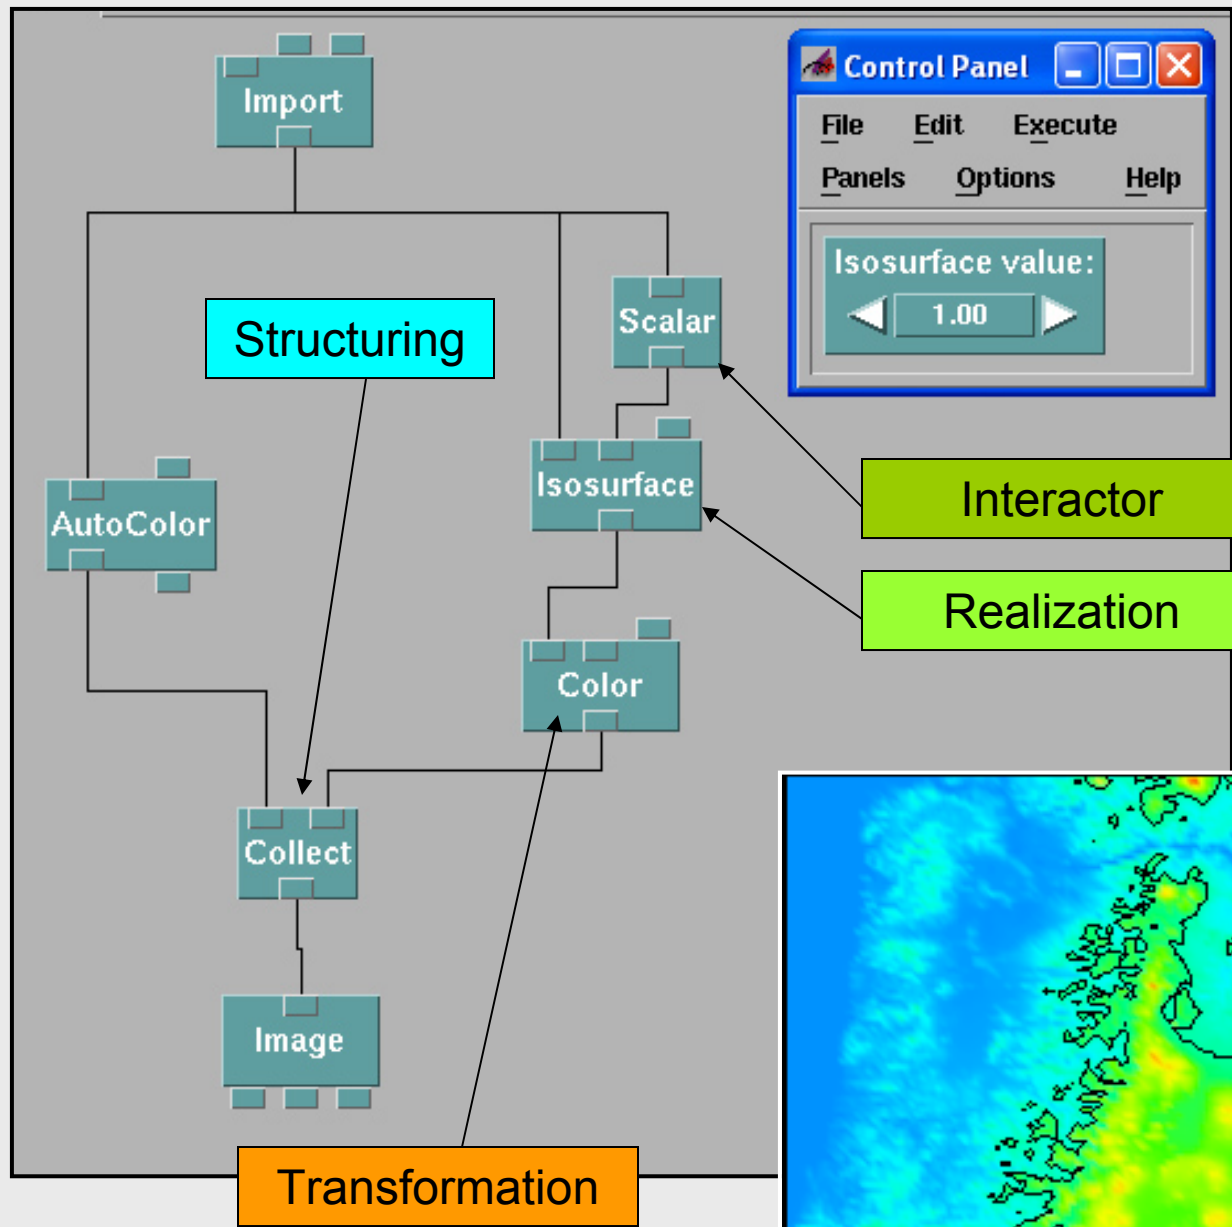 Import
Control Panel
File Edit Execute
Panels Options Help
Isosurface value:
1.00
Structuring
Scalar
Interactor
Isosurface
AutoColor
Realization
Color
Collect
Image
Transformation